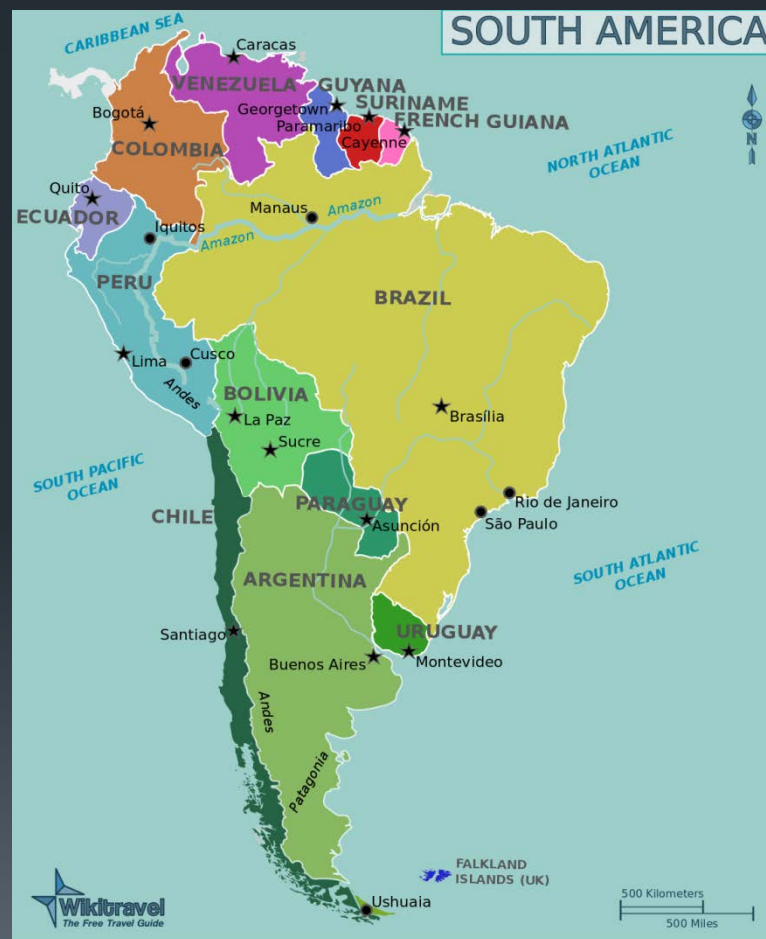 SOUTH AMERICA
CARIBBEAN SEA
Caracas
VENEZUELA
GUYANA
Georgetown
SURINAME
Bogotá
Paramaribo
FRENCH GUIANA
COLOMBIA
Cayenne
N
NORTH ATLANTIC
OCEAN
Quito
ECUADOR
Manaus
Amazon
Iquitos
Amazon
PERU
BRAZIL
Lima
Cusco
Andes
BOLIVIA
La Paz
Brasília
Sucre
SOUTH PACIFIC
OCEAN
PARAGUAY
Rio de Janeiro
CHILE
Asunción
São Paulo
SOUTH ATLANTIC
OCEAN
ARGENTINA
Santiago
URUGUAY
Buenos Aires
Montevideo
Andes
Patagonia
FALKLAND
ISLANDS (UK)
Ushuaia
Wikitravel
The Free Travel Guide
500 Kilometers
500 Miles